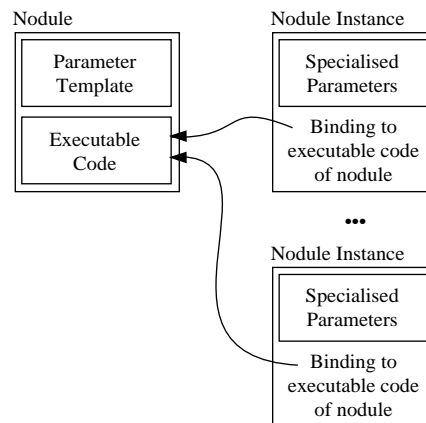 Nodule
Parameter
Template
Executable
Code
Nodule Instance
Specialised
Parameters
Binding to
executable code
of nodule
...
Nodule Instance
Specialised
Parameters
Binding to
executable code
of nodule